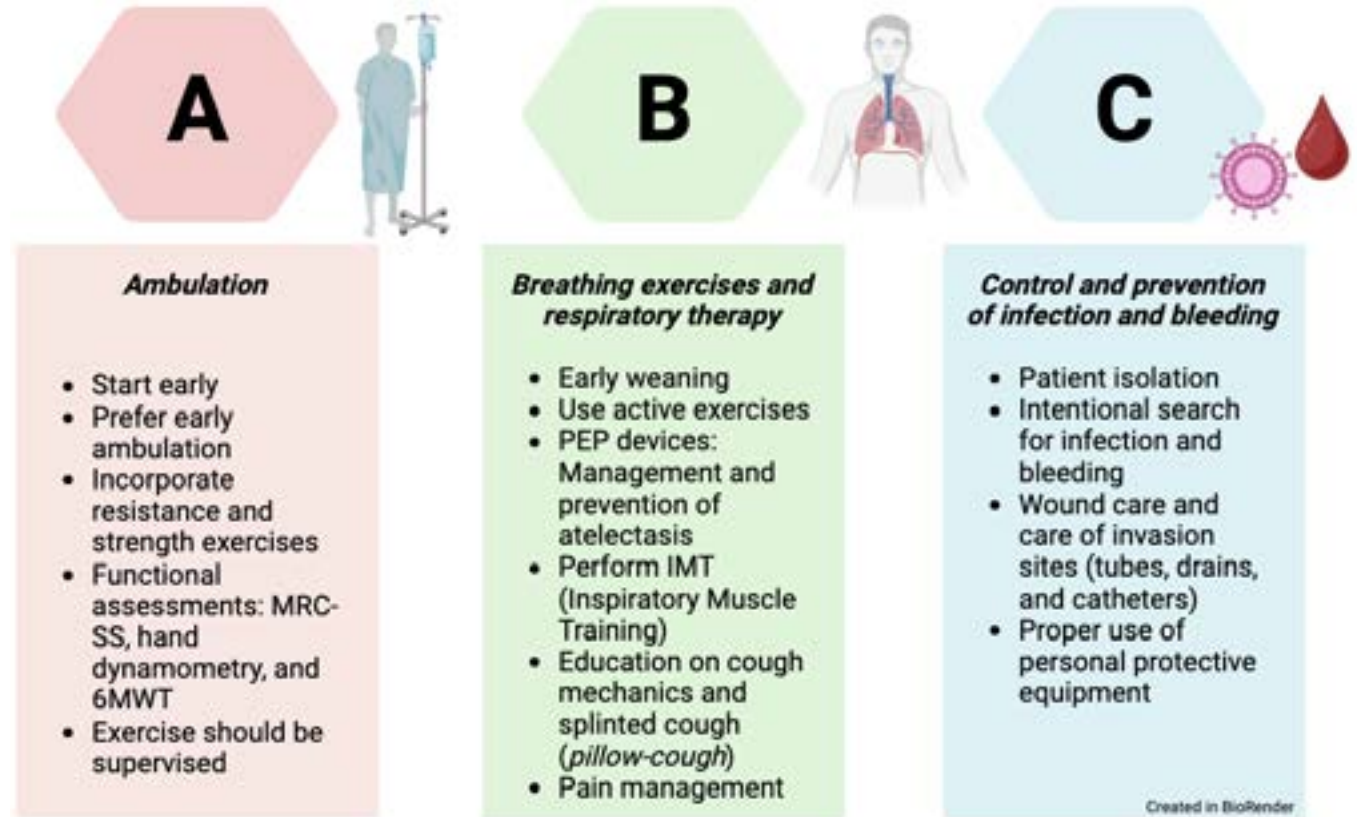 A
B
C
Ambulation
• Start early
• Prefer early
ambulation
• Incorporate
resistance and
strength exercises
• Functional
assessments: MRC-
SS, hand
dynamometry, and
6MWT
• Exercise should be
supervised
Breathing exercises and
respiratory therapy
• Early weaning
• Use active exercises
• PEP devices:
Management and
prevention of
atelectasis
• Perform IMT
(Inspiratory Muscle
Training)
• Education on cough
mechanics and
splinted cough
(pillow-cough)
• Pain management
Control and prevention
of infection and bleeding
• Patient isolation
• Intentional search
for infection and
bleeding
• Wound care and
care of invasion
sites (tubes, drains,
and catheters)
• Proper use of
personal protective
equipment
Created in BioRender